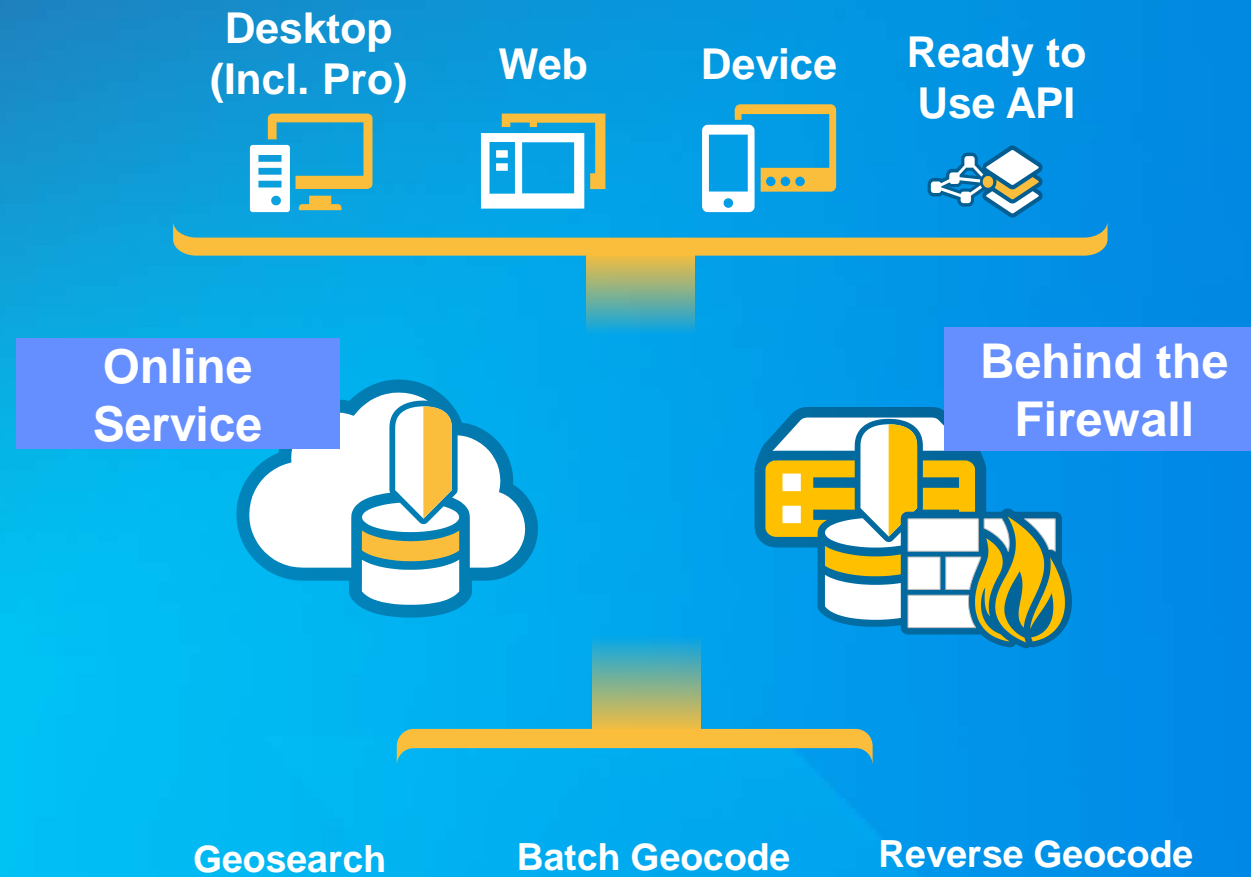 Desktop
(Incl. Pro)
Web
Device
Ready to
Use API
Online
Service
Behind the
Firewall
Geosearch
Batch Geocode
Reverse Geocode